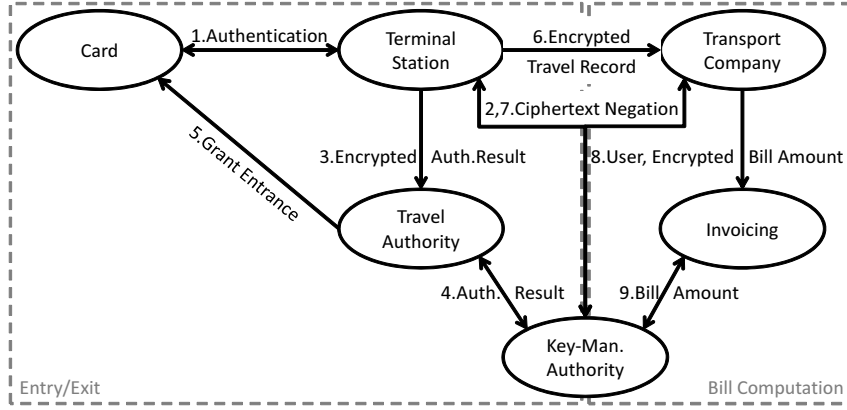 Card
1.Authentication
Terminal
Station
6.Encrypted
Travel Record
Transport
Company
2,7.Ciphertext Negation
5.Grant Entrance
3.Encrypted Auth.Result
8.User, Encrypted Bill Amount
Travel
Authority
Invoicing
4.Auth. Result
9.Bill Amount
Key-Man.
Authority
Entry/Exit
Bill Computation